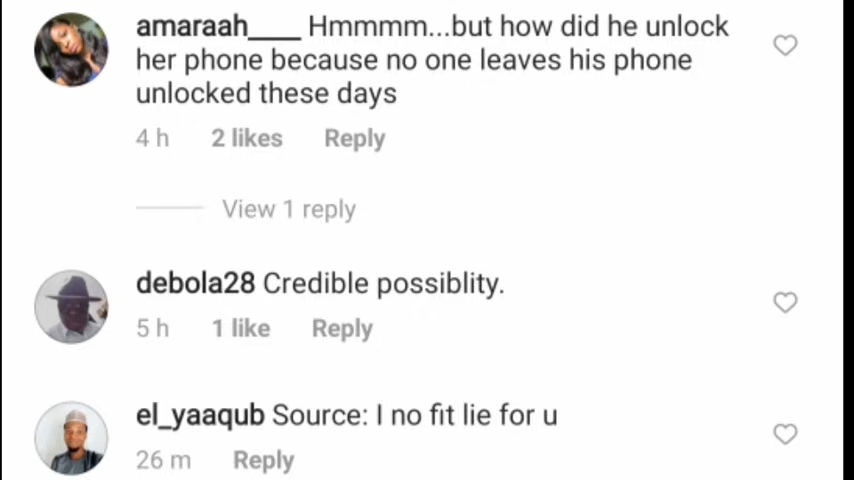 amaraah____ Hmmmm...but how did he unlock
her phone because no one leaves his phone
unlocked these days
4 h 2 likes Reply
View 1 reply
debola28 Credible possiblity.
5 h 1 like Reply
el_yaaqub Source: I no fit lie for u
26 m Reply